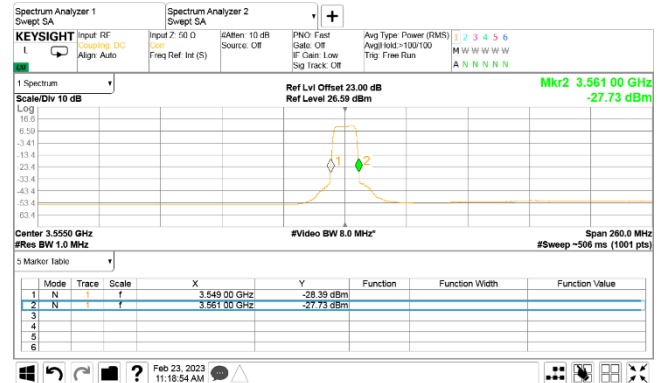 Spectrum Analyzer 1
Swept SA
Spectrum Analyzer 2
Swept SA
KEYSIGHT
L
Input: RF
Coupling: DC
Align: Auto
Input Z: 50 Ω
Corr
Freq Ref: Int (S)
#Atten: 10 dB
Source: Off
PNO: Fast
Gate: Off
IF Gain: Low
Sig Track: Off
Avg Type: Power (RMS)
Avg|Hold:>100/100
Trig: Free Run
1 2 3 4 5 6
M W W W W W
A N N N N N
1 Spectrum
Scale/Div 10 dB
Ref Lvl Offset 23.00 dB
Ref Level 26.59 dBm
Mkr2 3.561 00 GHz
-27.73 dBm
Log
16.6
6.59
-3.41
-13.4
-23.4
-33.4
-43.4
-53.4
-63.4
1
2
Center 3.5550 GHz
#Res BW 1.0 MHz
#Video BW 8.0 MHz*
Span 260.0 MHz
#Sweep ~506 ms (1001 pts)
5 Marker Table
Mode Trace Scale X Y Function Function Width Function Value
1 N 1 f 3.549 00 GHz -28.39 dBm
2 N 1 f 3.561 00 GHz -27.73 dBm
3
4
5
6
?
Feb 23, 2023
11:18:54 AM